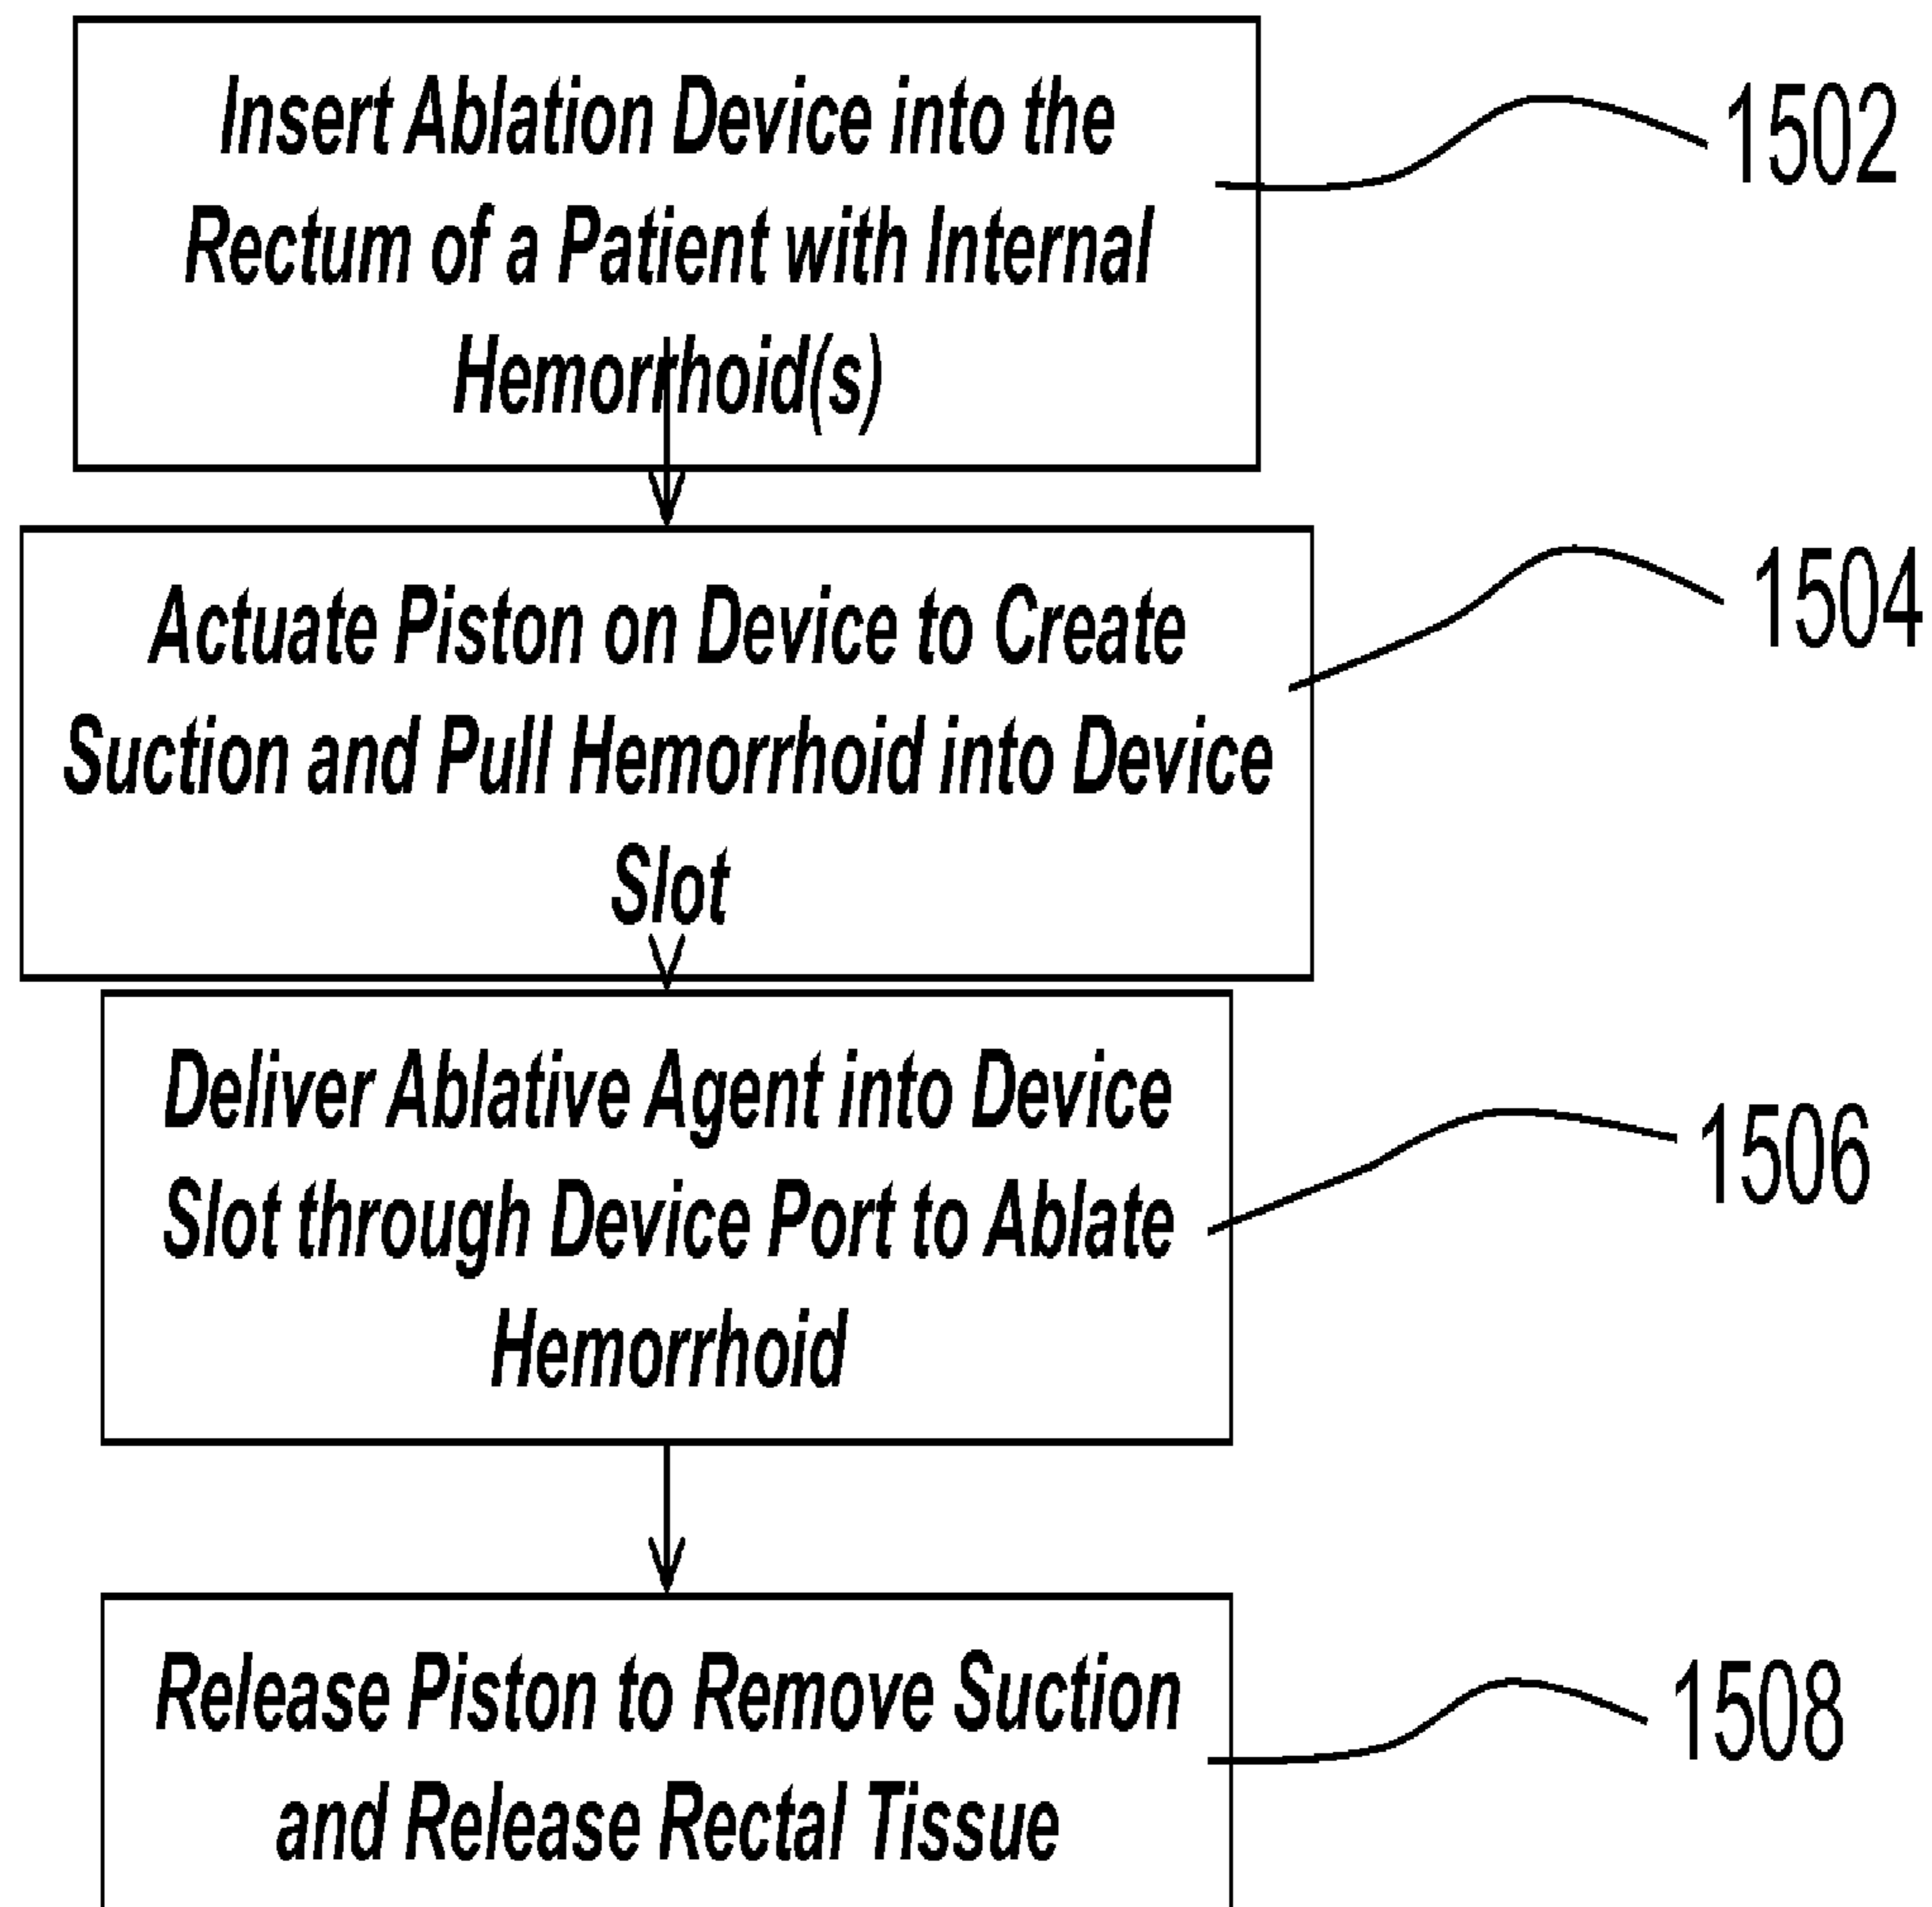 Insert Ablation Device into the
Rectum of a Patient with Internal
Hemorrhoid(s)
1502
Actuate Piston on Device to Create
Suction and Pull Hemorrhoid into Device
Slot
1504
Deliver Ablative Agent into Device
Slot through Device Port to Ablate
Hemorrhoid
1506
Release Piston to Remove Suction
and Release Rectal Tissue
1508